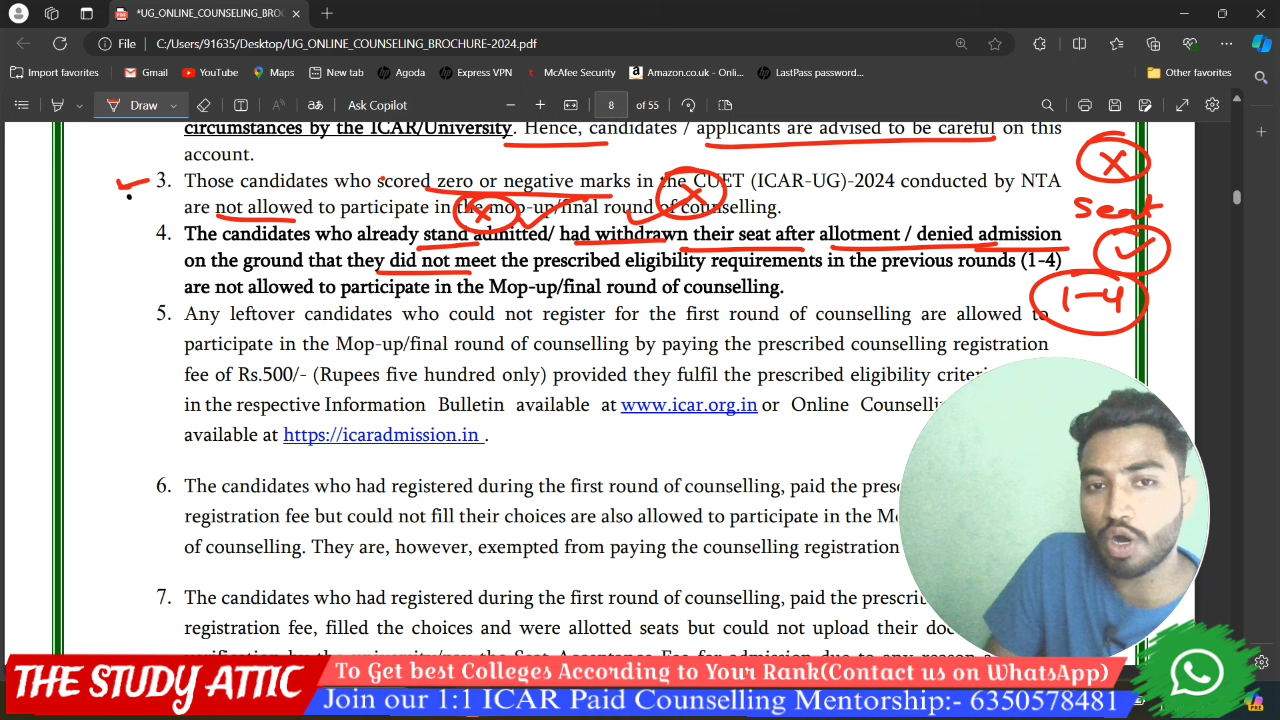 *UG_ONLINE_COUNSELING_BROC
File
C:/Users/91635/Desktop/UG_ONLINE_COUNSELING_BROCHURE-2024.pdf
Import favorites
Gmail
YouTube
Maps
New tab
Agoda
Express VPN
McAfee Security
Amazon.co.uk - Onli...
LastPass password...
Other favorites
Draw
Ask Copilot
8 of 55
circumstances by the ICAR/University. Hence, candidates / applicants are advised to be careful on this
account.
3. Those candidates who scored zero or negative marks in the CUET (ICAR-UG)-2024 conducted by NTA
are not allowed to participate in the mop-up/final round of counselling.
4. The candidates who already stand admitted/ had withdrawn their seat after allotment / denied admission
on the ground that they did not meet the prescribed eligibility requirements in the previous rounds (1-4)
are not allowed to participate in the Mop-up/final round of counselling.
5. Any leftover candidates who could not register for the first round of counselling are allowed to
participate in the Mop-up/final round of counselling by paying the prescribed counselling registration
fee of Rs.500/- (Rupees five hundred only) provided they fulfil the prescribed eligibility criteri
in the respective Information Bulletin available at www.icar.org.in or Online Counselli
available at https://icaradmission.in .
6. The candidates who had registered during the first round of counselling, paid the pres
registration fee but could not fill their choices are also allowed to participate in the M
of counselling. They are, however, exempted from paying the counselling registration
7. The candidates who had registered during the first round of counselling, paid the prescri
registration fee, filled the choices and were allotted seats but could not upload their do
Seat
1-4
THE STUDY ATTIC
To Get best Colleges According to Your Rank(Contact us on WhatsApp)
Join our 1:1 ICAR Paid Counselling Mentorship:- 6350578481